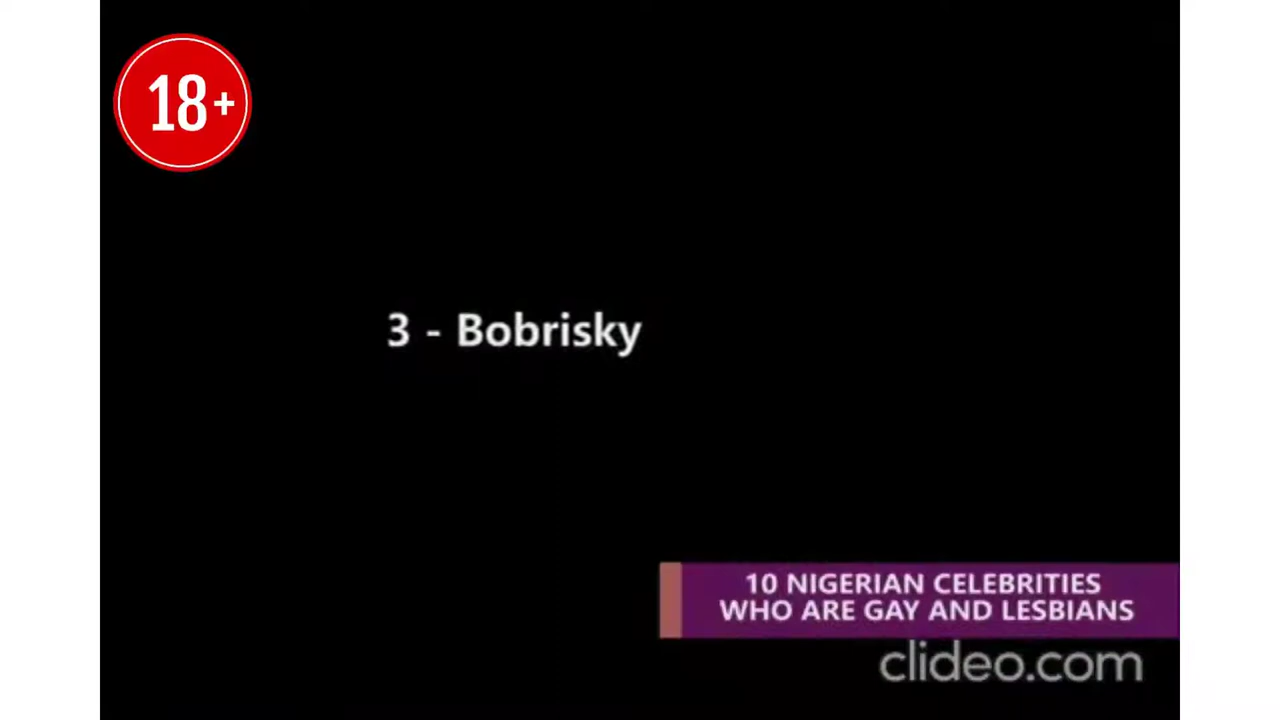 18+
3 - Bobrisky
10 NIGERIAN CELEBRITIES
WHO ARE GAY AND LESBIANS
clideo.com